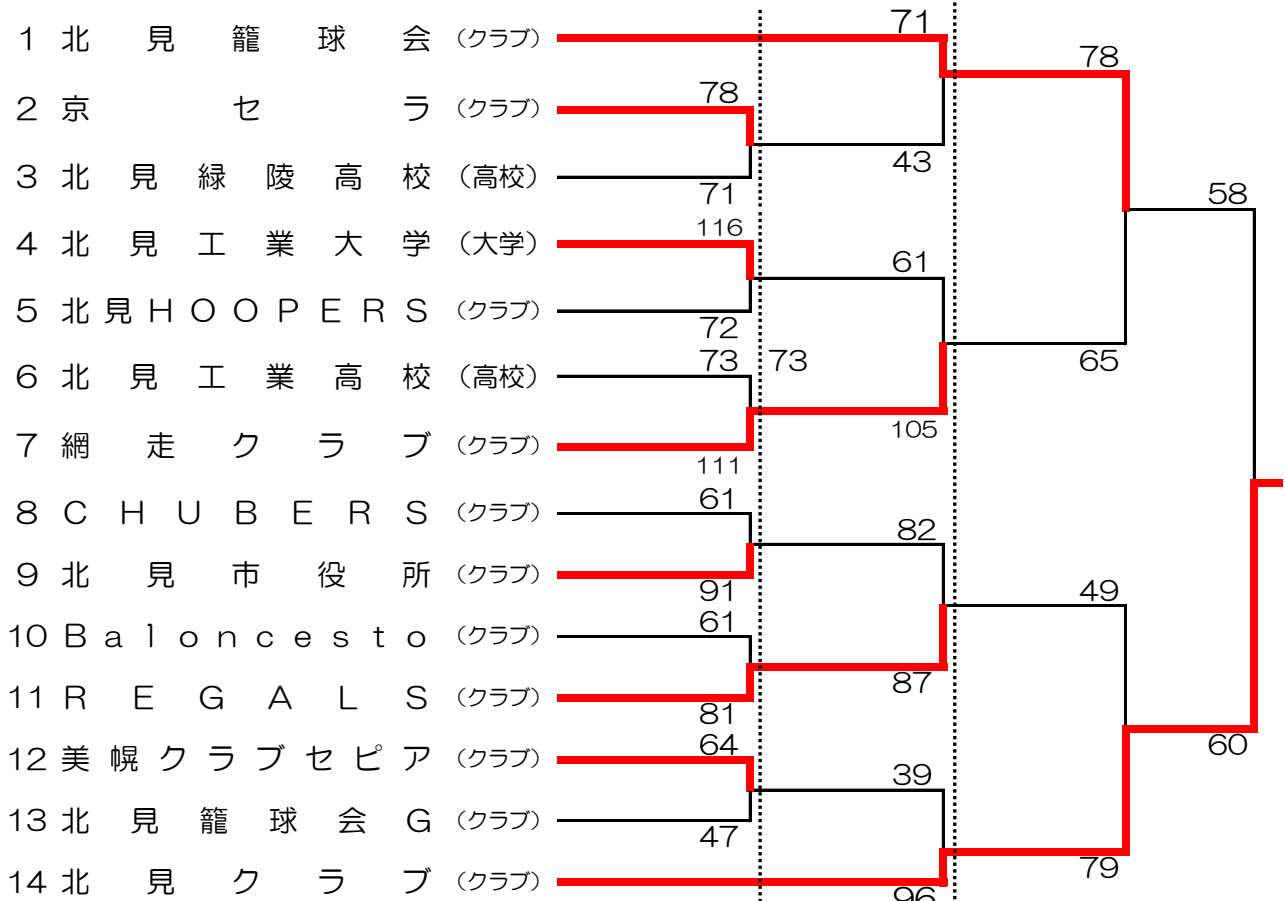 71
1 北見籠球会 (クラブ)
78
78
2 京セラ (クラブ)
43
3 北見緑陵高校 (高校)
71
58
116
4 北見工業大学 (大学)
61
5 北見HOOPERS (クラブ)
72
73 73
65
6 北見工業高校 (高校)
105
7 網走クラブ (クラブ)
111
61
8 CHUBERS (クラブ)
82
9 北見市役所 (クラブ)
91
49
61
10 Baloncesto (クラブ)
87
11 REGALS (クラブ)
81
64
60
12 美幌クラブセピア (クラブ)
39
13 北見籠球会G (クラブ)
47
79
14 北見クラブ (クラブ)
96